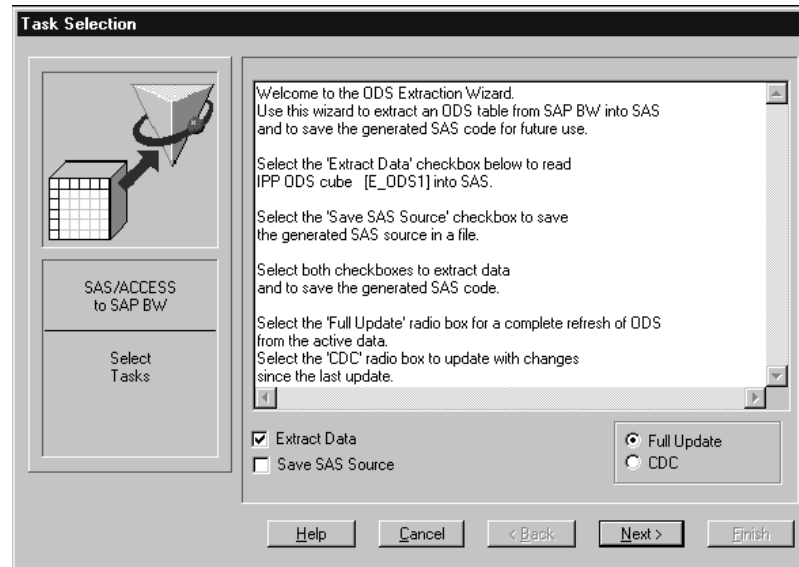 Task Selection
Welcome to the ODS Extraction Wizard.
Use this wizard to extract an ODS table from SAP BW into SAS
and to save the generated SAS code for future use.
Select the 'Extract Data' checkbox below to read
IPP ODS cube [E_ODS1] into SAS.
Select the 'Save SAS Source' checkbox to save
the generated SAS source in a file.
Select both checkboxes to extract data
and to save the generated SAS code.
Select the 'Full Update' radio box for a complete refresh of ODS
from the active data.
Select the 'CDC' radio box to update with changes
since the last update.
SAS/ACCESS
to SAP BW
Select
Tasks
Extract Data
Save SAS Source
Full Update
CDC
Help
Cancel
< Back
Next >
Finish